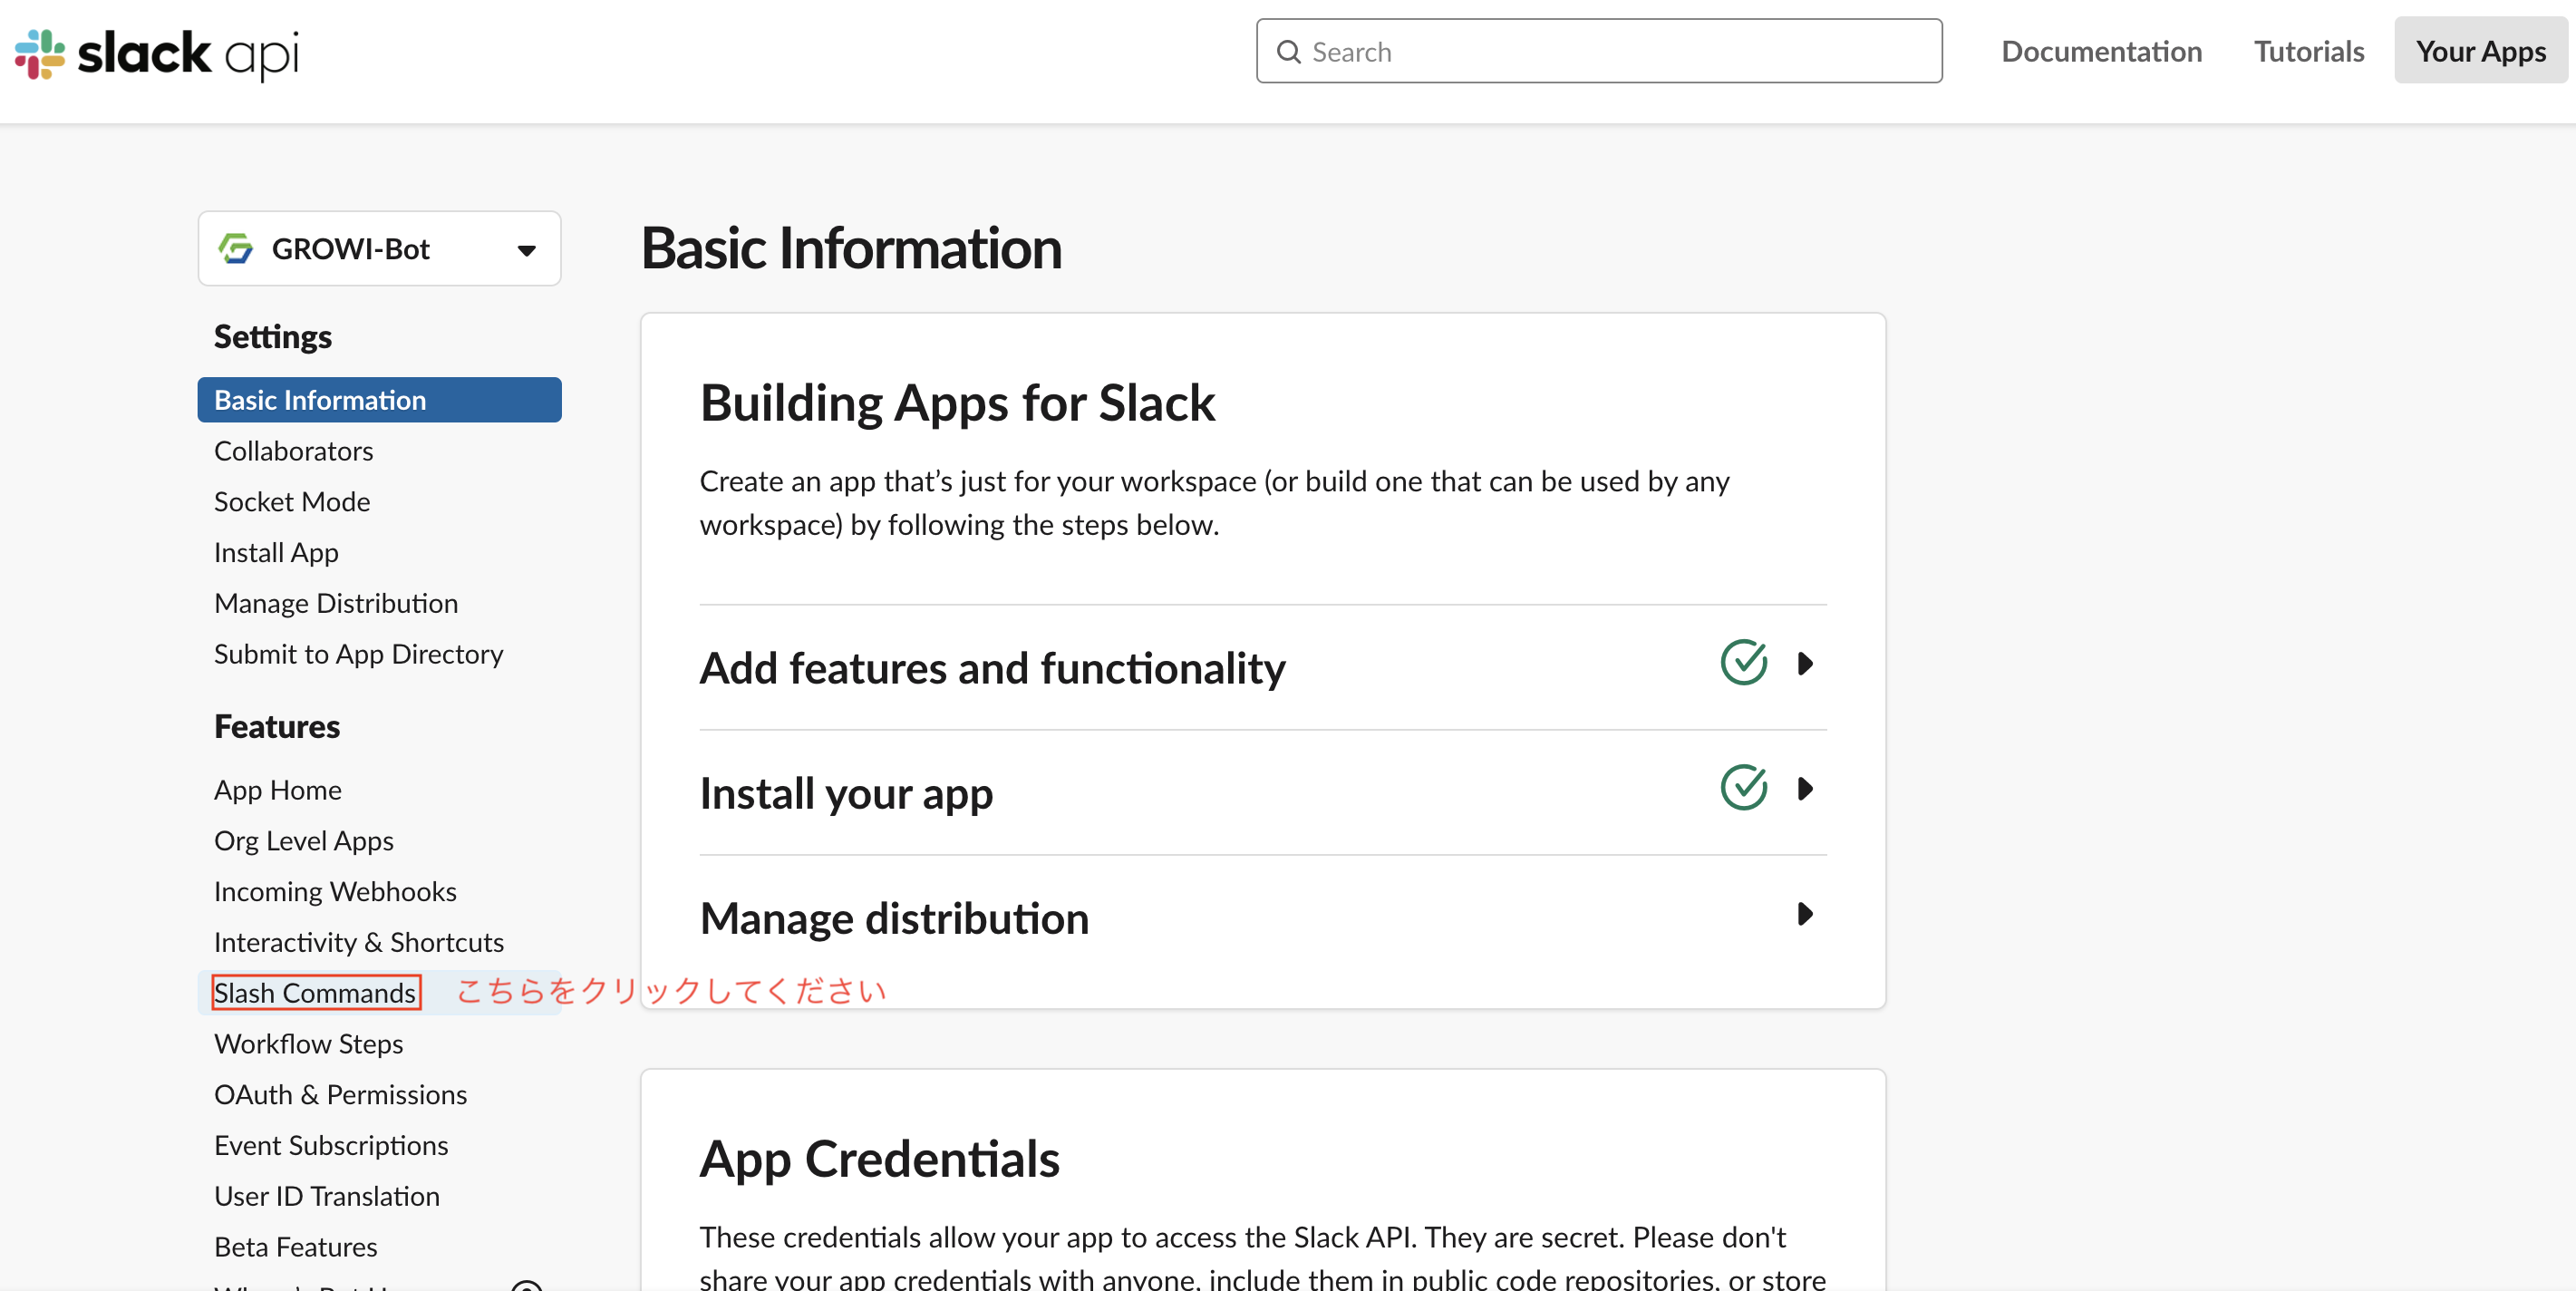 slack api
Search
Documentation
Tutorials
Your Apps
GROWI-Bot
Settings
Basic Information
Collaborators
Socket Mode
Install App
Manage Distribution
Submit to App Directory
Features
App Home
Org Level Apps
Incoming Webhooks
Interactivity & Shortcuts
Slash Commands
こちらをクリックしてください
Workflow Steps
OAuth & Permissions
Event Subscriptions
User ID Translation
Beta Features
Basic Information
Building Apps for Slack
Create an app that’s just for your workspace (or build one that can be used by any
workspace) by following the steps below.
Add features and functionality
Install your app
Manage distribution
App Credentials
These credentials allow your app to access the Slack API. They are secret. Please don't
share your app credentials with anyone, include them in public code repositories, or store